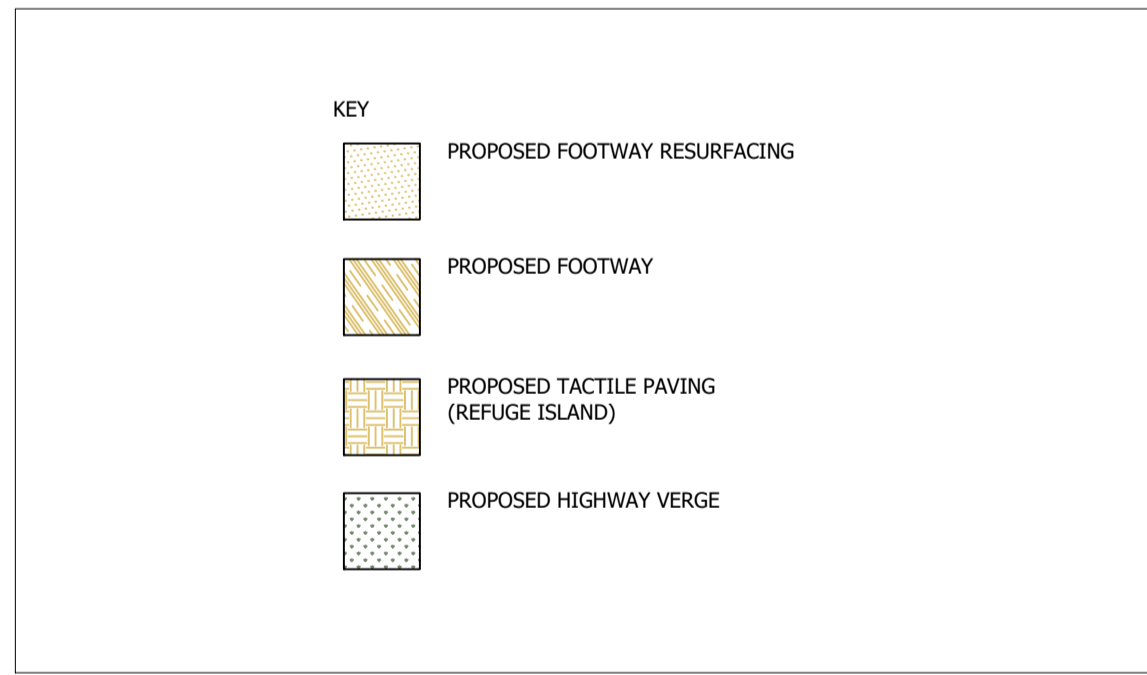 KEY
PROPOSED FOOTWAY RESURFACING
PROPOSED FOOTWAY
PROPOSED TACTILE PAVING
(REFUGE ISLAND)
PROPOSED HIGHWAY VERGE